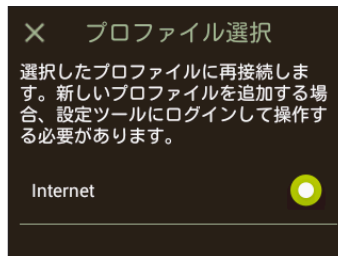 プロファイル選択
選択したプロファイルに再接続しま
す。新しいプロファイルを追加する場
合、設定ツールにログインして操作す
る必要があります。
Internet